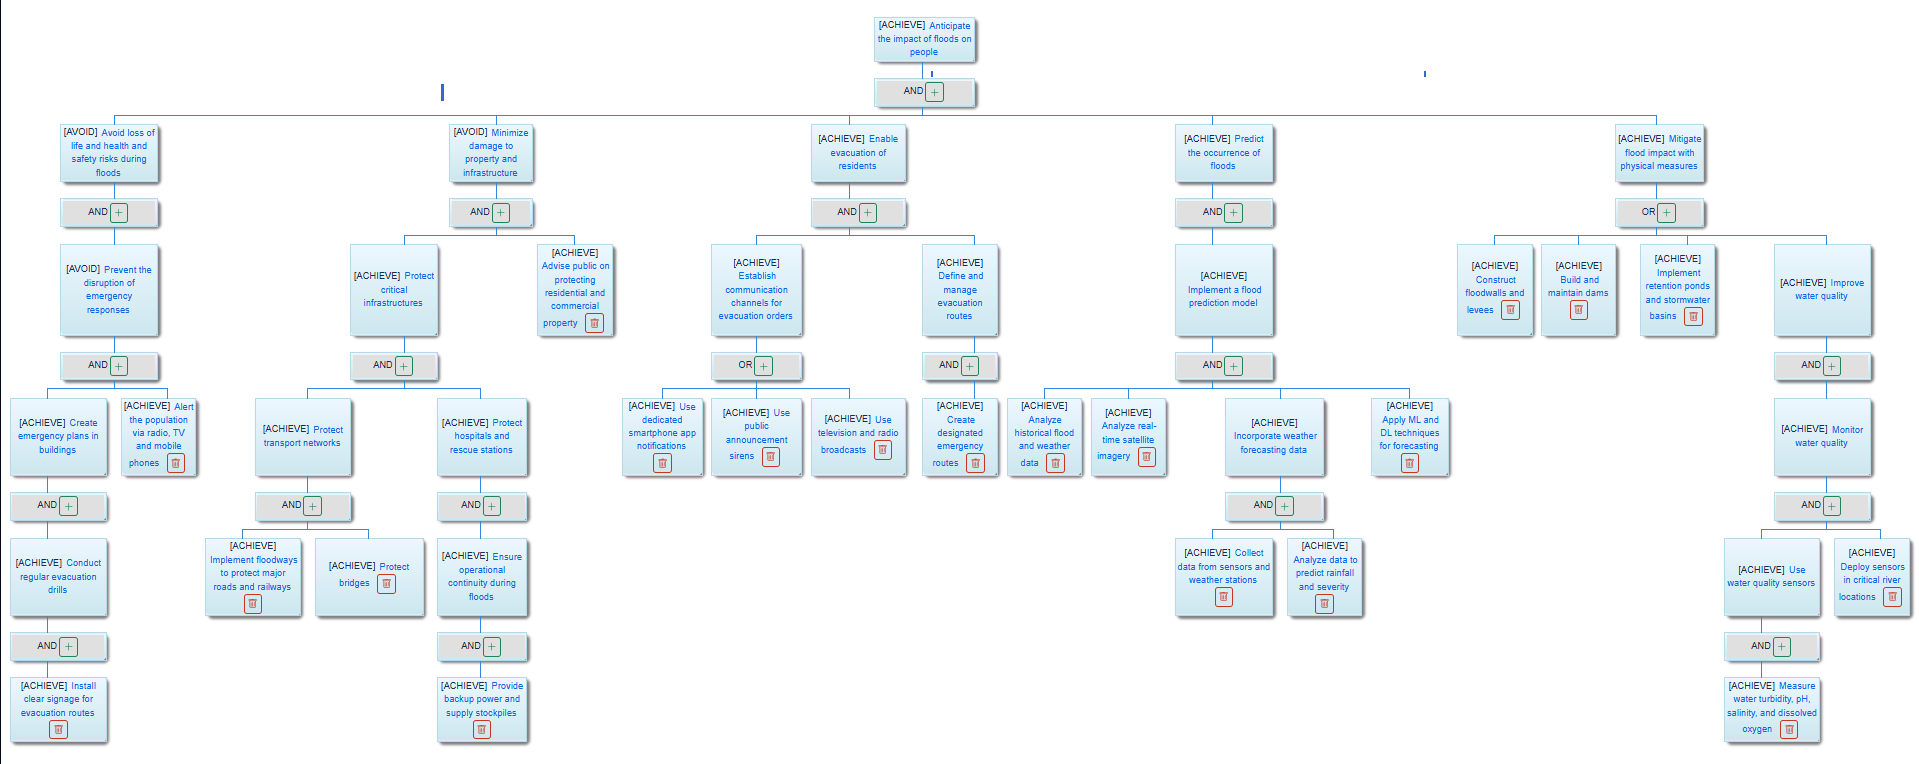 [ACHIEVE] Anticipate
the impact of floods on
people
AND
[AVOID] Avoid loss of
life and health and
safety risks during
floods
[AVOID] Minimize
damage to
property and
infrastructure
[ACHIEVE] Enable
evacuation of
residents
[ACHIEVE] Predict
the occurrence of
floods
[ACHIEVE] Mitigate
flood impact with
physical measures
AND
AND
AND
AND
OR
[AVOID] Prevent the
disruption of
emergency
responses
[ACHIEVE] Protect
critical
infrastructures
[ACHIEVE]
Advise public on
protecting
residential and
commercial
property
[ACHIEVE]
Establish
communication
channels for
evacuation orders
[ACHIEVE]
Define and
manage
evacuation
routes
[ACHIEVE]
Implement a flood
prediction model
[ACHIEVE]
Construct
floodwalls and
levees
[ACHIEVE]
Build and
maintain dams
[ACHIEVE]
Implement
retention ponds
and stormwater
basins
[ACHIEVE] Improve
water quality
AND
AND
OR
AND
AND
AND
[ACHIEVE] Create
emergency plans in
buildings
[ACHIEVE] Alert
the population
via radio, TV
and mobile
phones
[ACHIEVE] Protect
transport networks
[ACHIEVE] Protect
hospitals and
rescue stations
[ACHIEVE] Use
dedicated
smartphone app
notifications
[ACHIEVE] Use
public
announcement
sirens
[ACHIEVE] Use
television and radio
broadcasts
[ACHIEVE]
Create
designated
emergency
routes
[ACHIEVE]
Analyze
historical flood
and weather
data
[ACHIEVE]
Analyze real-
time satellite
imagery
[ACHIEVE]
Incorporate weather
forecasting data
[ACHIEVE]
Apply ML and
DL techniques
for forecasting
[ACHIEVE] Monitor
water quality
AND
AND
AND
AND
AND
[ACHIEVE] Conduct
regular evacuation
drills
[ACHIEVE]
Implement floodways
to protect major
roads and railways
[ACHIEVE] Protect
bridges
[ACHIEVE] Ensure
operational
continuity during
floods
[ACHIEVE] Collect
data from sensors and
weather stations
[ACHIEVE]
Analyze data to
predict rainfall
and severity
[ACHIEVE] Use
water quality sensors
[ACHIEVE]
Deploy sensors
in critical river
locations
AND
AND
AND
[ACHIEVE] Install
clear signage for
evacuation routes
[ACHIEVE] Provide
backup power and
supply stockpiles
[ACHIEVE] Measure
water turbidity, pH,
salinity, and dissolved
oxygen